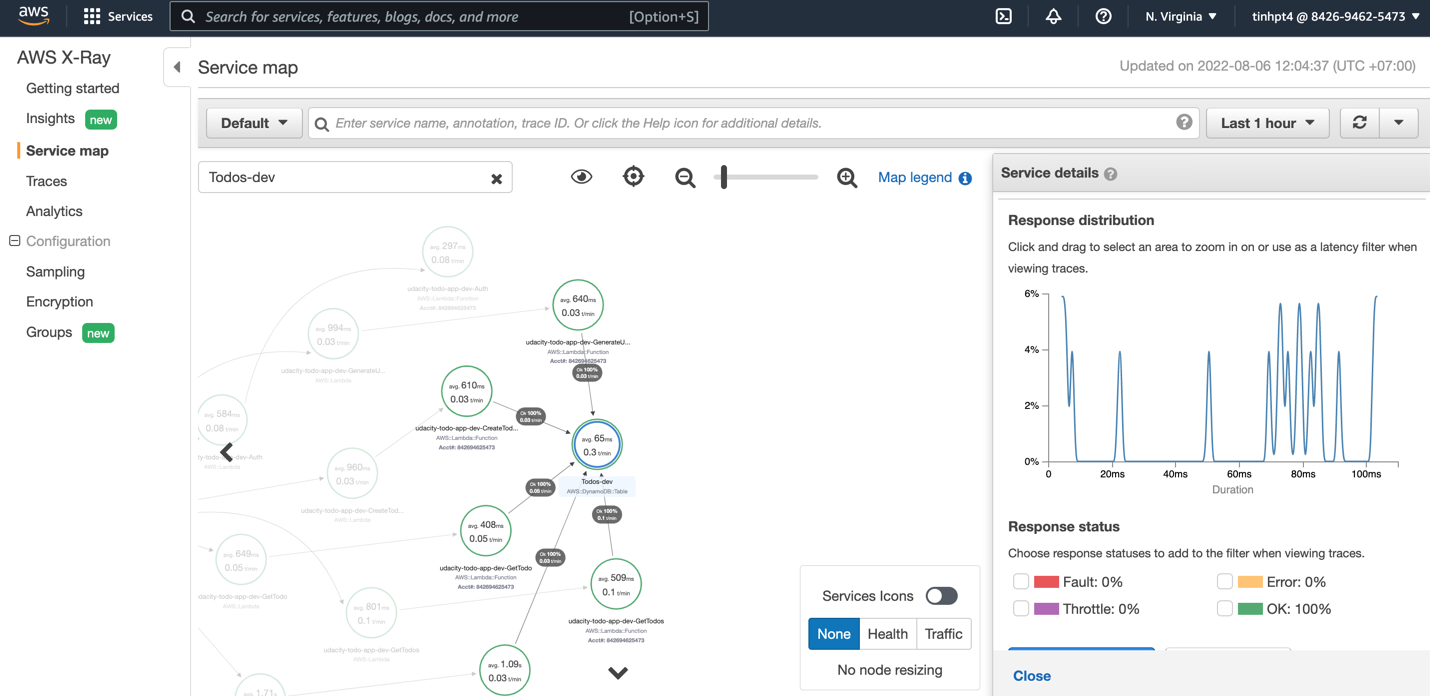 aws
Services
Search for services, features, blogs, docs, and more
[Option+S]
N. Virginia
tinhpt4 @ 8426-9462-5473
AWS X-Ray
Getting started
Insights new
Service map
Traces
Analytics
Configuration
Sampling
Encryption
Groups new
Service map
Updated on 2022-08-06 12:04:37 (UTC +07:00)
Default
Enter service name, annotation, trace ID. Or click the Help icon for additional details.
Last 1 hour
Todos-dev
Map legend
avg. 297ms
0.08 t/min
udacity-todo-app-dev-Auth
AWS::Lambda::Function
Acct#: 842694625473
avg. 640ms
0.03 t/min
udacity-todo-app-dev-GenerateU...
AWS::Lambda::Function
Acct#: 842694625473
Ok 100%
0.03 t/min
avg. 994ms
0.03 t/min
udacity-todo-app-dev-GenerateU...
AWS::Lambda
avg. 610ms
0.03 t/min
udacity-todo-app-dev-CreateTod...
AWS::Lambda::Function
Acct#: 842694625473
Ok 100%
0.03 t/min
avg. 584ms
0.08 t/min
ty-todo-app-dev-Auth
AWS::Lambda
avg. 65ms
0.3 t/min
Todos-dev
AWS::DynamoDB::Table
avg. 960ms
0.03 t/min
udacity-todo-app-dev-CreateTod...
AWS::Lambda
Ok 100%
0.05 t/min
Ok 100%
0.1 t/min
avg. 408ms
0.05 t/min
udacity-todo-app-dev-GetTodo
AWS::Lambda::Function
Acct#: 842694625473
Ok 100%
0.03 t/min
avg. 649ms
0.05 t/min
udacity-todo-app-dev-GetTodo
AWS::Lambda
avg. 509ms
0.1 t/min
udacity-todo-app-dev-GetTodos
AWS::Lambda::Function
Acct#: 842694625473
avg. 801ms
0.1 t/min
udacity-todo-app-dev-GetTodos
AWS::Lambda
avg. 1.09s
0.03 t/min
avg. 1.71s
Services Icons
None
Health
Traffic
No node resizing
Service details
Response distribution
Click and drag to select an area to zoom in on or use as a latency filter when
viewing traces.
6%
4%
2%
0%
0
20ms
40ms
60ms
80ms
100ms
Duration
Response status
Choose response statuses to add to the filter when viewing traces.
Fault: 0%
Error: 0%
Throttle: 0%
OK: 100%
Close